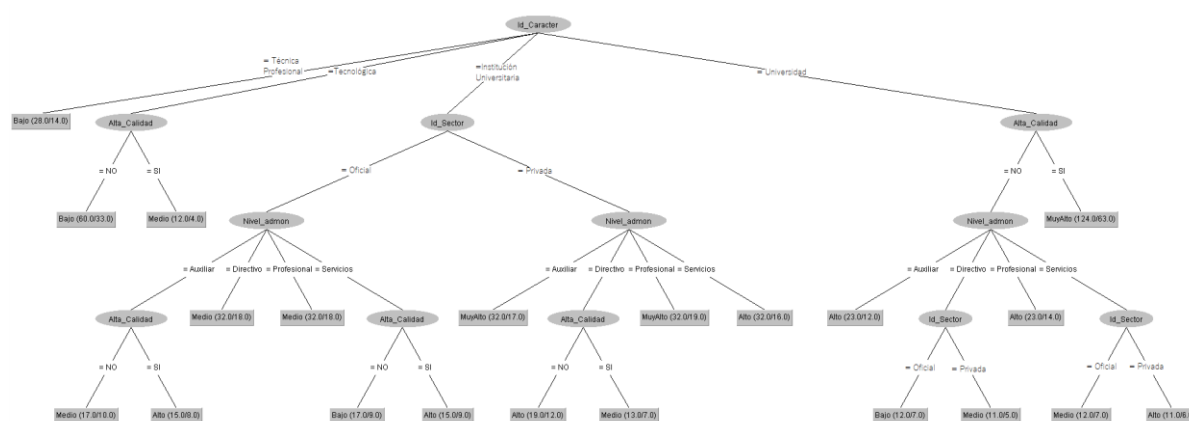 Id_Caracter
= Técnica
Profesional
=Tecnológica
=Institución
Universitaria
= Universidad
Bajo (28.0/14.0)
Alta_Calidad
Id_Sector
Alta_Calidad
= NO
= SI
= Oficial
= Privada
= NO
= SI
Bajo (60.0/33.0)
Medio (12.0/4.0)
Nivel_admon
Nivel_admon
Nivel_admon
MuyAlto (124.0/63.0)
= Auxiliar
= Directivo
= Profesional
= Servicios
= Auxiliar
= Directivo
= Profesional
= Servicios
= Auxiliar
= Directivo
= Profesional
= Servicios
Alta_Calidad
Medio (32.0/18.0)
Medio (32.0/18.0)
Alta_Calidad
MuyAlto (32.0/17.0)
Alta_Calidad
MuyAlto (32.0/19.0)
Alto (32.0/16.0)
Alto (23.0/12.0)
Id_Sector
Alto (23.0/14.0)
Id_Sector
= NO
= SI
= NO
= SI
= NO
= SI
= Oficial
= Privada
= Oficial
= Privada
Medio (17.0/10.0)
Alto (15.0/8.0)
Bajo (17.0/9.0)
Alto (15.0/9.0)
Alto (19.0/12.0)
Medio (13.0/7.0)
Bajo (12.0/7.0)
Medio (11.0/5.0)
Medio (12.0/7.0)
Alto (11.0/6.0